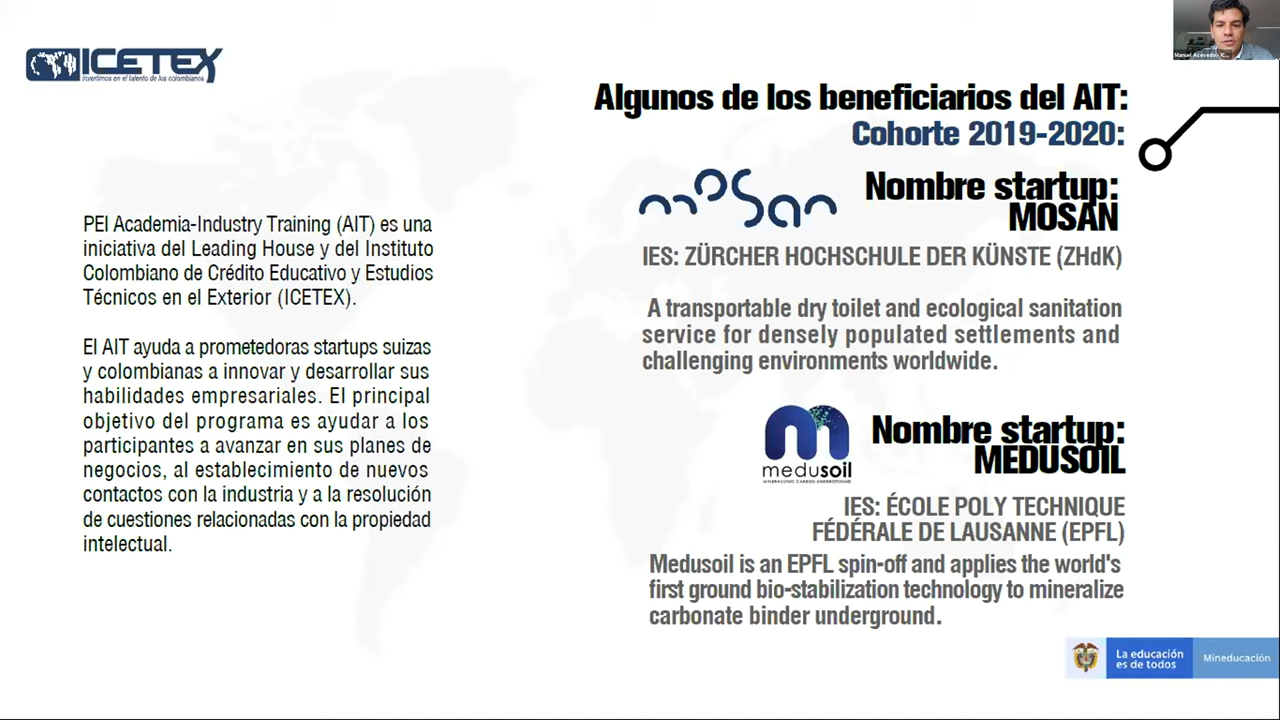 ICETEX
Invertimos en el talento de los colombianos
PEI Academia-Industry Training (AIT) es una
iniciativa del Leading House y del Instituto
Colombiano de Crédito Educativo y Estudios
Técnicos en el Exterior (ICETEX).
El AIT ayuda a prometedoras startups suizas
y colombianas a innovar y desarrollar sus
habilidades empresariales. El principal
objetivo del programa es ayudar a los
participantes a avanzar en sus planes de
negocios, al establecimiento de nuevos
contactos con la industria y a la resolución
de cuestiones relacionadas con la propiedad
intelectual.
Manuel Acevedo
Algunos de los beneficiarios del AIT:
Cohorte 2019-2020:
mosan
Nombre startup:
MOSAN
IES: ZÜRCHER HOCHSCHULE DER KÜNSTE (ZHdK)
A transportable dry toilet and ecological sanitation
service for densely populated settlements and
challenging environments worldwide.
medusoil
MINERALIZING CARBON UNDERGROUND
Nombre startup:
MEDUSOIL
IES: ÉCOLE POLY TECHNIQUE
FÉDÉRALE DE LAUSANNE (EPFL)
Medusoil is an EPFL spin-off and applies the world's
first ground bio-stabilization technology to mineralize
carbonate binder underground.
La educación
es de todos
Mineducación